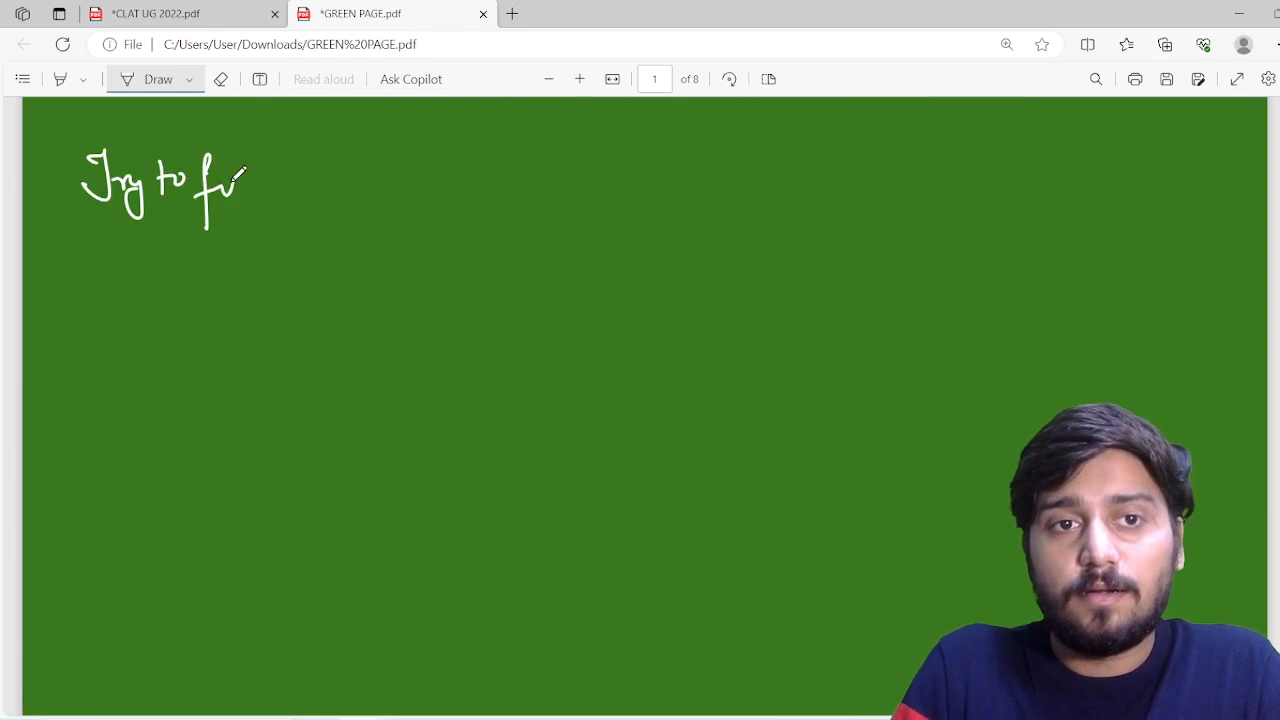 *CLAT UG 2022.pdf
*GREEN PAGE.pdf
File
C:/Users/User/Downloads/GREEN%20PAGE.pdf
Draw
Read aloud
Ask Copilot
1
of 8
Try to